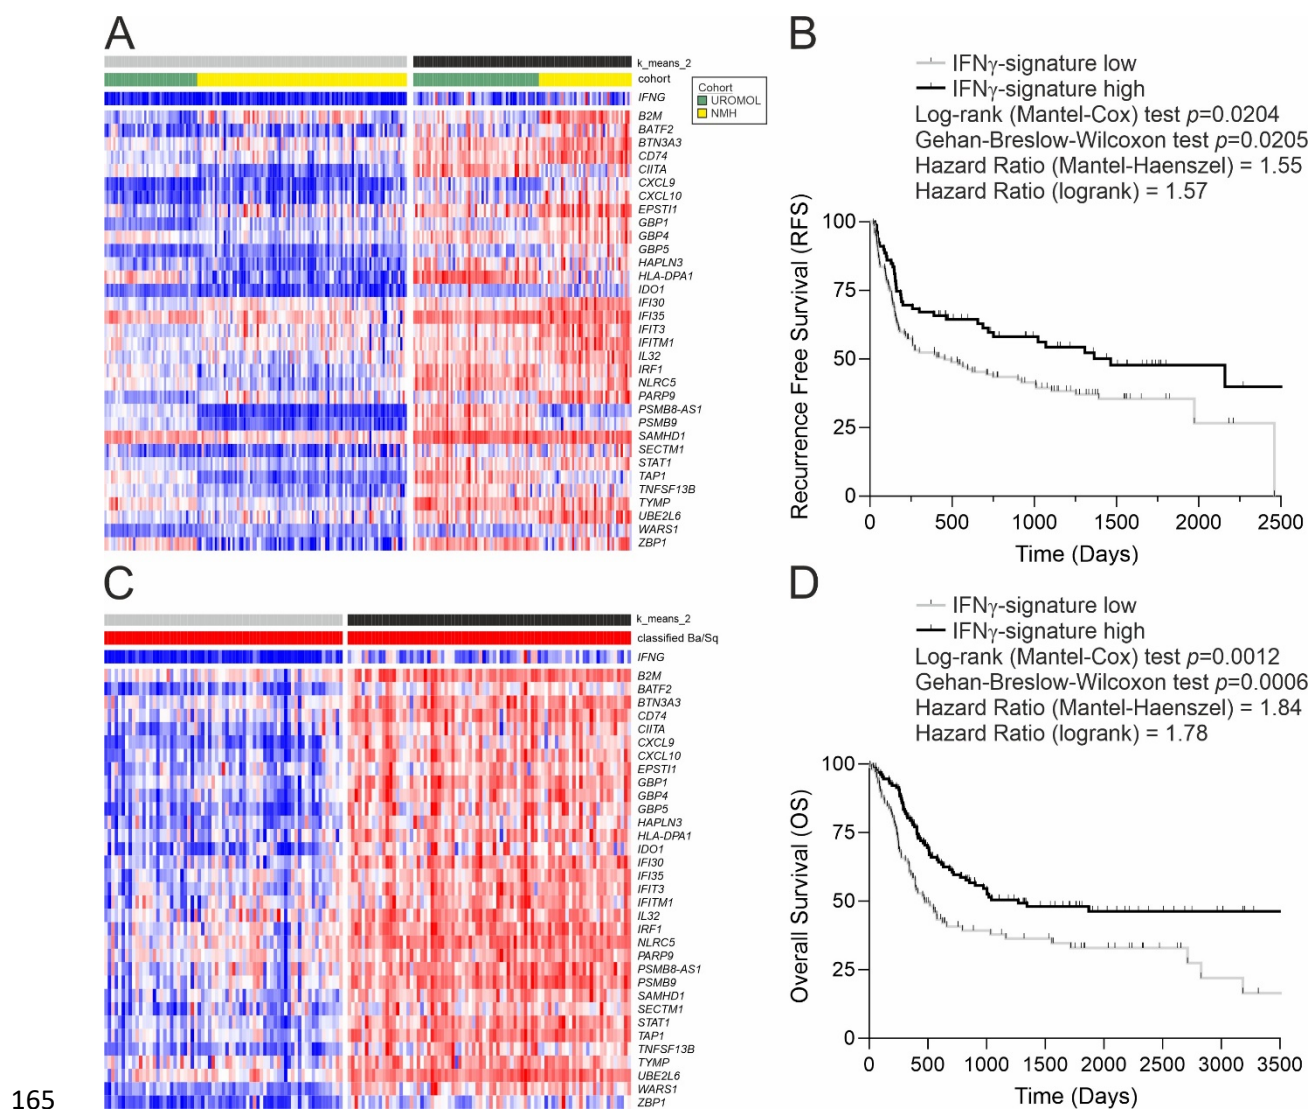 A
k_means_2
cohort
IFNG
B2M
BATF2
BTN3A3
CD74
CIITA
CXCL9
CXCL10
EPSTI1
GBP1
GBP4
GBP5
HAPLN3
HLA-DPA1
IDO1
IFI30
IFI35
IFIT3
IFITM1
IL32
IRF1
NLRC5
PARP9
PSMB8-AS1
PSMB9
SAMHD1
SECTM1
STAT1
TAP1
TNFSF13B
TYMP
UBE2L6
WARS1
ZBP1
Cohort
UROMOL
NMH
B
IFNγ-signature low
IFNγ-signature high
Log-rank (Mantel-Cox) test p=0.0204
Gehan-Breslow-Wilcoxon test p=0.0205
Hazard Ratio (Mantel-Haenszel) = 1.55
Hazard Ratio (logrank) = 1.57
Recurrence Free Survival (RFS)
100
75
50
25
0
0 500 1000 1500 2000 2500
Time (Days)
C
k_means_2
classified Ba/Sq
IFNG
B2M
BATF2
BTN3A3
CD74
CIITA
CXCL9
CXCL10
EPSTI1
GBP1
GBP4
GBP5
HAPLN3
HLA-DPA1
IDO1
IFI30
IFI35
IFIT3
IFITM1
IL32
IRF1
NLRC5
PARP9
PSMB8-AS1
PSMB9
SAMHD1
SECTM1
STAT1
TAP1
TNFSF13B
TYMP
UBE2L6
WARS1
ZBP1
D
IFNγ-signature low
IFNγ-signature high
Log-rank (Mantel-Cox) test p=0.0012
Gehan-Breslow-Wilcoxon test p=0.0006
Hazard Ratio (Mantel-Haenszel) = 1.84
Hazard Ratio (logrank) = 1.78
Overall Survival (OS)
100
75
50
25
0
0 500 1000 1500 2000 2500 3000 3500
Time (Days)
165